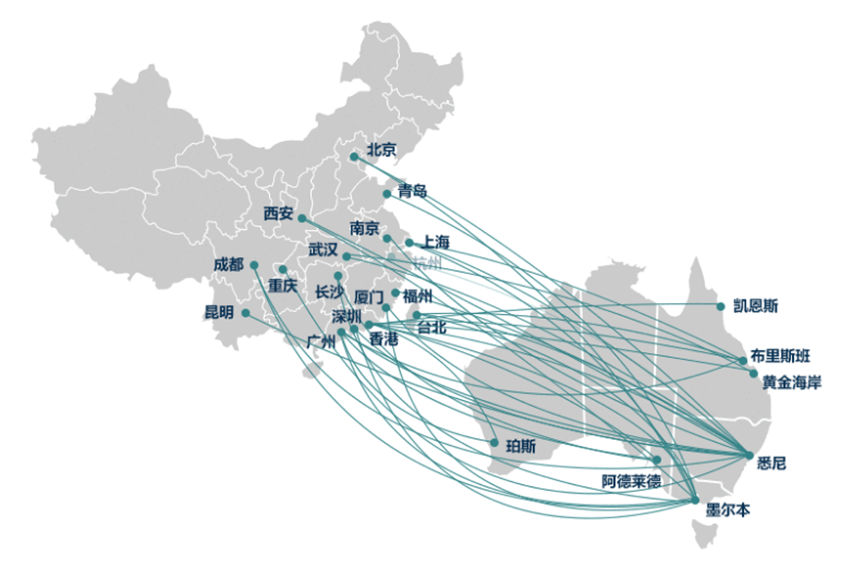 北京
青岛
西安
南京
上海
武汉
杭州
成都
重庆
长沙
厦门
福州
昆明
深圳
台北
广州
香港
凯恩斯
布里斯班
黄金海岸
珀斯
悉尼
阿德莱德
墨尔本